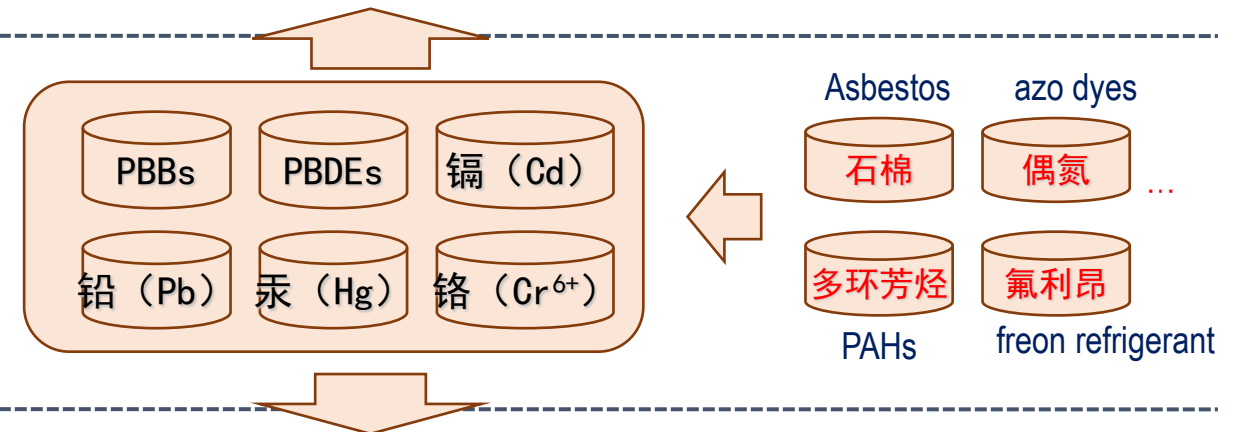 Asbestos azo dyes
PBBs PBDEs 镉（Cd） 石棉 偶氮 …
铅（Pb） 汞（Hg） 铬（Cr⁶⁺） 多环芳烃 氟利昂
PAHs freon refrigerant